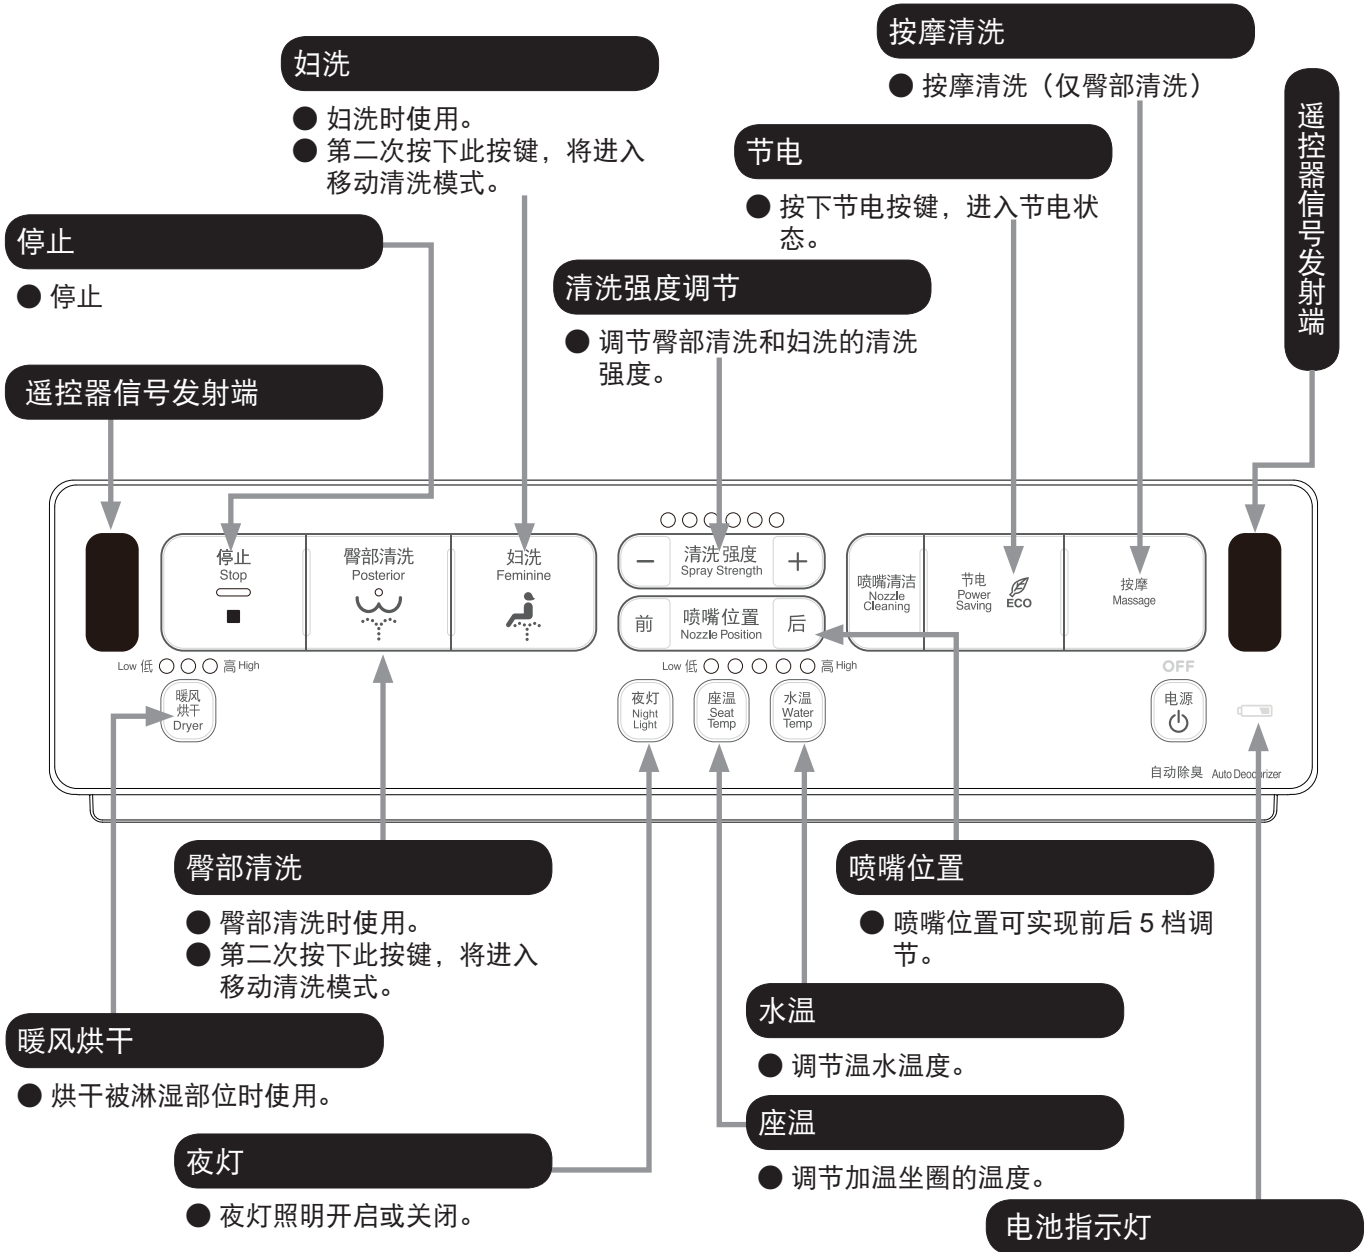 按摩清洗
● 按摩清洗（仅臀部清洗）
妇洗
● 妇洗时使用。
● 第二次按下此按键，将进入
移动清洗模式。
遥控器信号发射端
节电
● 按下节电按键，进入节电状
态。
停止
● 停止
清洗强度调节
● 调节臀部清洗和妇洗的清洗
强度。
遥控器信号发射端
停止
Stop
臀部清洗
Posterior
妇洗
Feminine
− 清洗强度 +
Spray Strength
前 喷嘴位置 后
Nozzle Position
喷嘴清洁
Nozzle
Cleaning
节电
Power
Saving
ECO
按摩
Massage
Low 低 高 High
暖风
烘干
Dryer
Low 低 高 High
夜灯
Night
Light
座温
Seat
Temp
水温
Water
Temp
OFF
电源
自动除臭 Auto Deodorizer
臀部清洗
● 臀部清洗时使用。
● 第二次按下此按键，将进入
移动清洗模式。
喷嘴位置
● 喷嘴位置可实现前后 5 档调
节。
暖风烘干
● 烘干被淋湿部位时使用。
水温
● 调节温水温度。
座温
● 调节加温坐圈的温度。
夜灯
● 夜灯照明开启或关闭。
电池指示灯